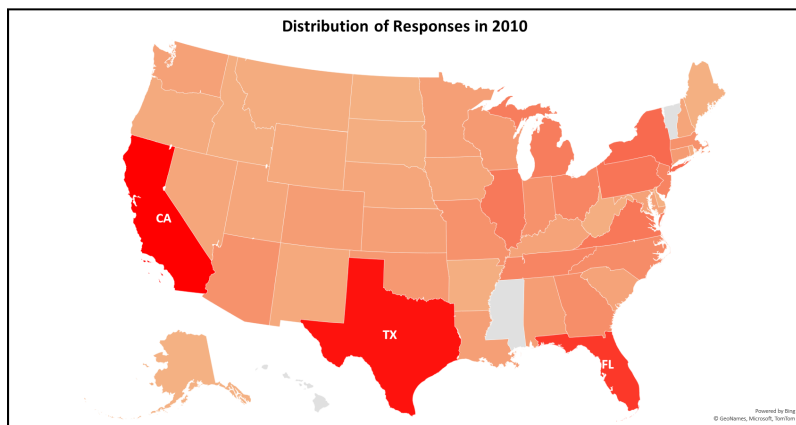 Distribution of Responses in 2010
CA
TX
FL
Powered by Bing
© GeoNames, Microsoft, TomTom